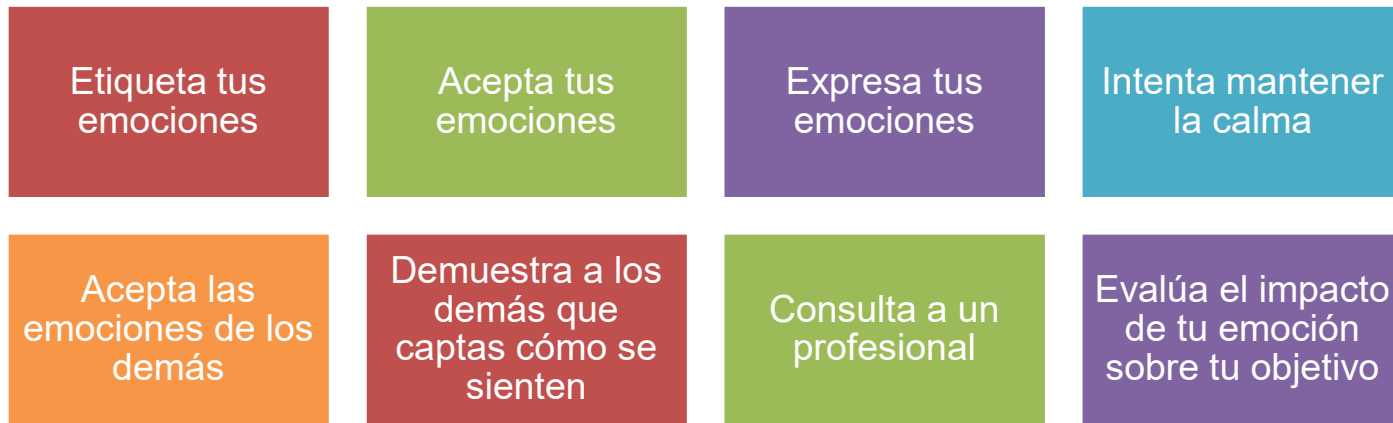 Etiqueta tus
emociones
Acepta tus
emociones
Expresa tus
emociones
Intenta mantener
la calma
Acepta las
emociones de los
demás
Demuestra a los
demás que
captas cómo se
sienten
Consulta a un
profesional
Evalúa el impacto
de tu emoción
sobre tu objetivo